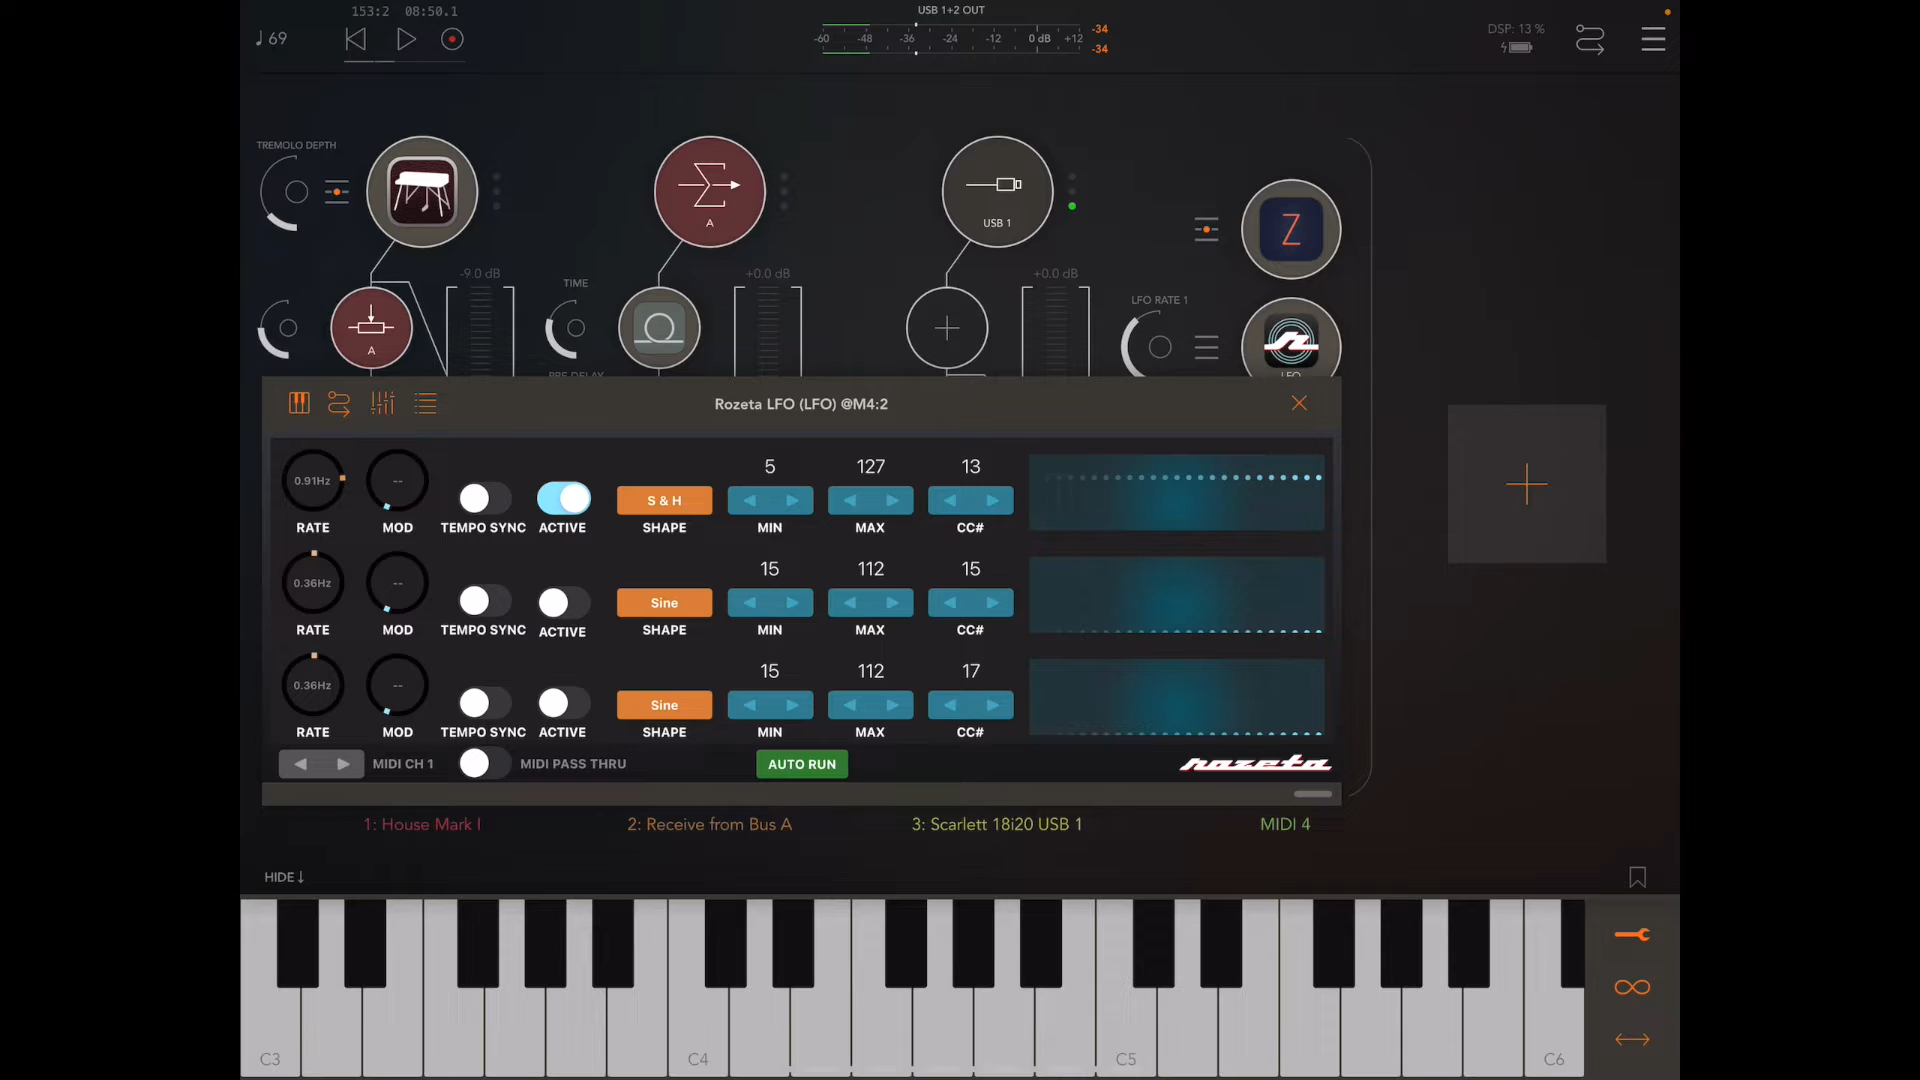 153:2 08:50.1
USB 1+2 OUT
69
-60 -48 -36 -24 -12 0 dB +12
-34
-34
DSP: 13 %
TREMOLO DEPTH
A
USB 1
Z
-9.0 dB
TIME
+0.0 dB
+0.0 dB
LFO RATE 1
A
PRE DELAY
LFO
Rozeta LFO (LFO) @M4:2
0.91Hz -- S & H 5 127 13
RATE MOD TEMPO SYNC ACTIVE SHAPE MIN MAX CC#
0.36Hz -- Sine 15 112 15
RATE MOD TEMPO SYNC ACTIVE SHAPE MIN MAX CC#
0.36Hz -- Sine 15 112 17
RATE MOD TEMPO SYNC ACTIVE SHAPE MIN MAX CC#
MIDI CH 1 MIDI PASS THRU AUTO RUN rozeta
1: House Mark I 2: Receive from Bus A 3: Scarlett 18i20 USB 1 MIDI 4
HIDE
C3 C4 C5 C6